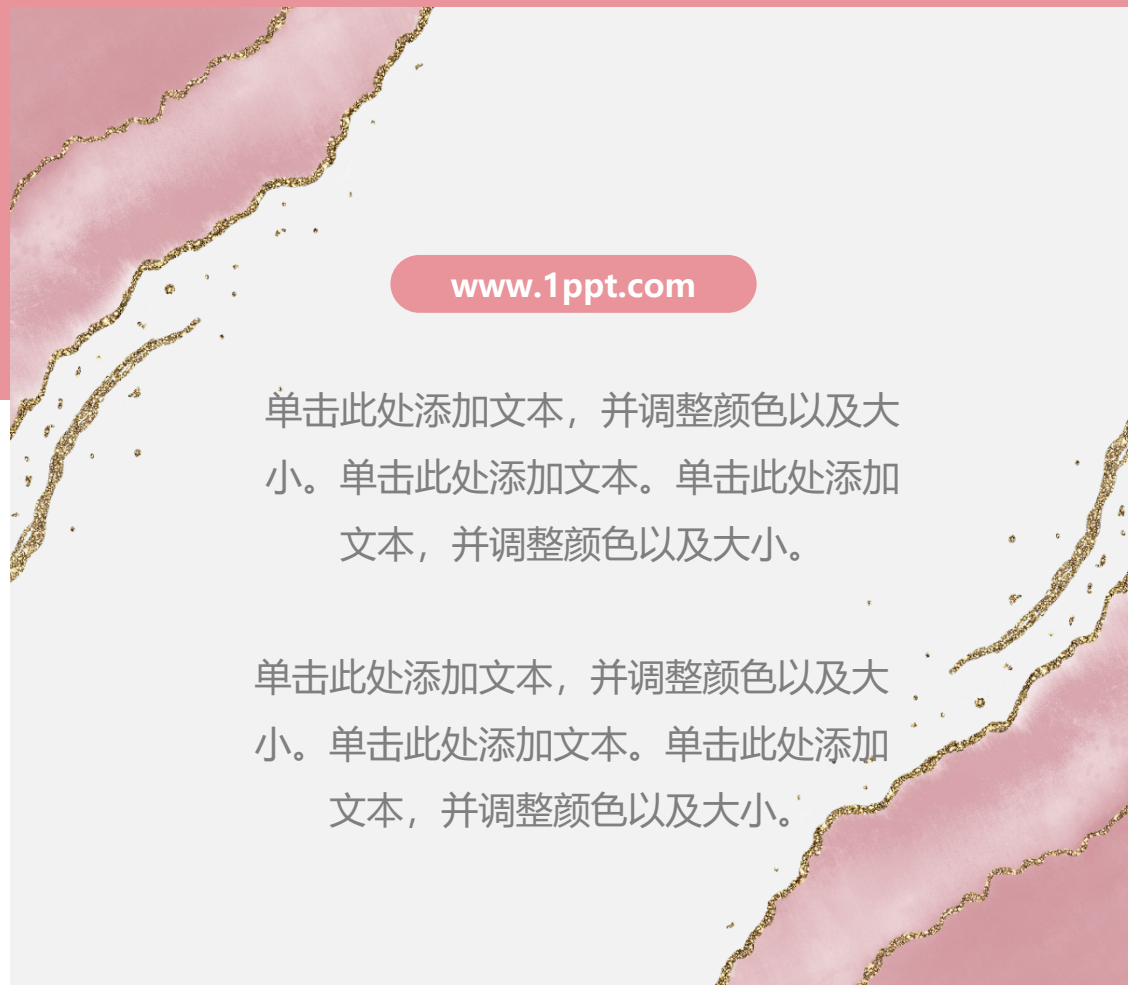 www.1ppt.com
单击此处添加文本，并调整颜色以及大
小。单击此处添加文本。单击此处添加
文本，并调整颜色以及大小。
单击此处添加文本，并调整颜色以及大
小。单击此处添加文本。单击此处添加
文本，并调整颜色以及大小。